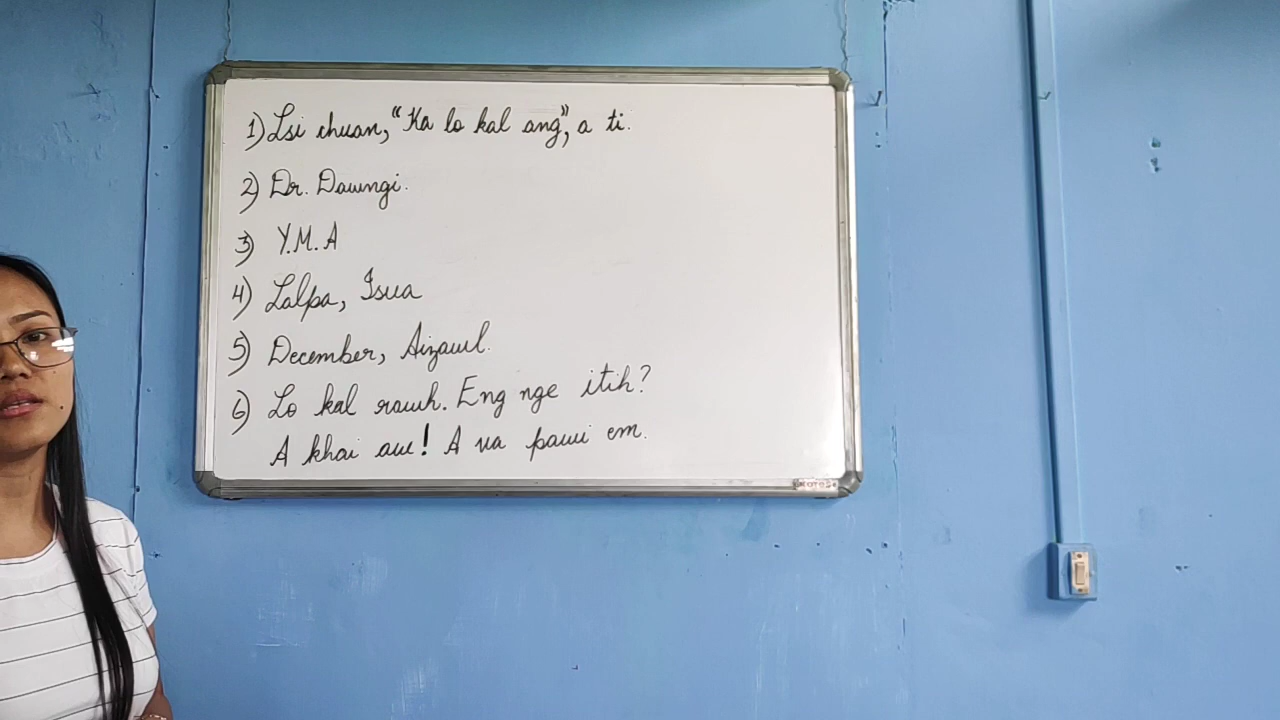 1) Lsi chuan, "Ka lo kal ang", a ti.
2) Dr. Dawngi.
3) Y.M.A
4) Lalpa, Isua
5) December, Aizawl.
6) Lo kal rawh. Eng nge itih?
A khai aw! A va pawi em.